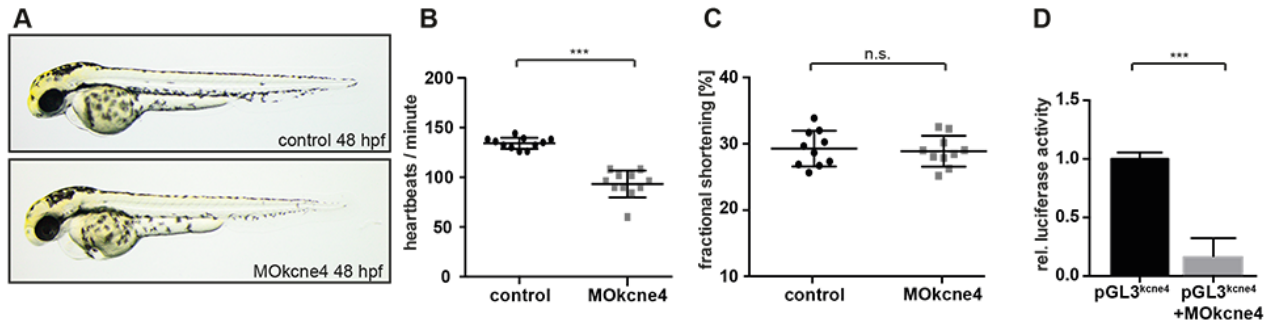 A
control 48 hpf
MOkcne4 48 hpf
B
***
heartbeats / minute
200
150
100
50
0
control
MOkcne4
C
n.s.
fractional shortening [%]
40
30
20
10
control
MOkcne4
D
***
rel. luciferase activity
1.5
1.0
0.5
0.0
pGL3kcne4
pGL3kcne4
+MOkcne4